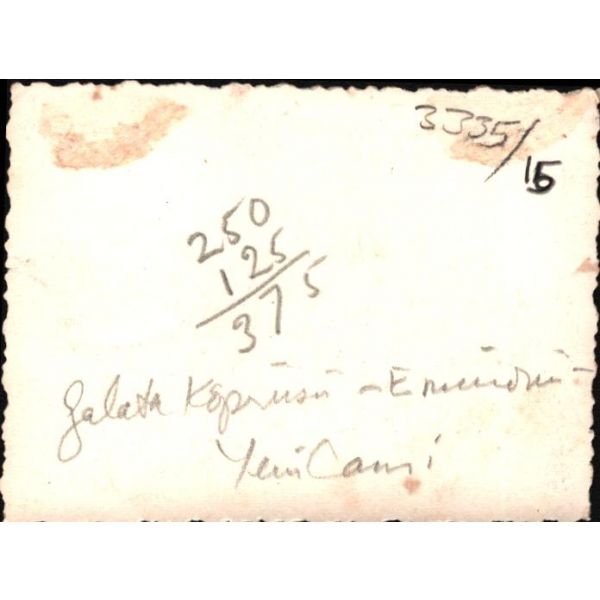 3335/15
250
125
375
Galata Köprüsü - Eminönü -
Yeni Cami